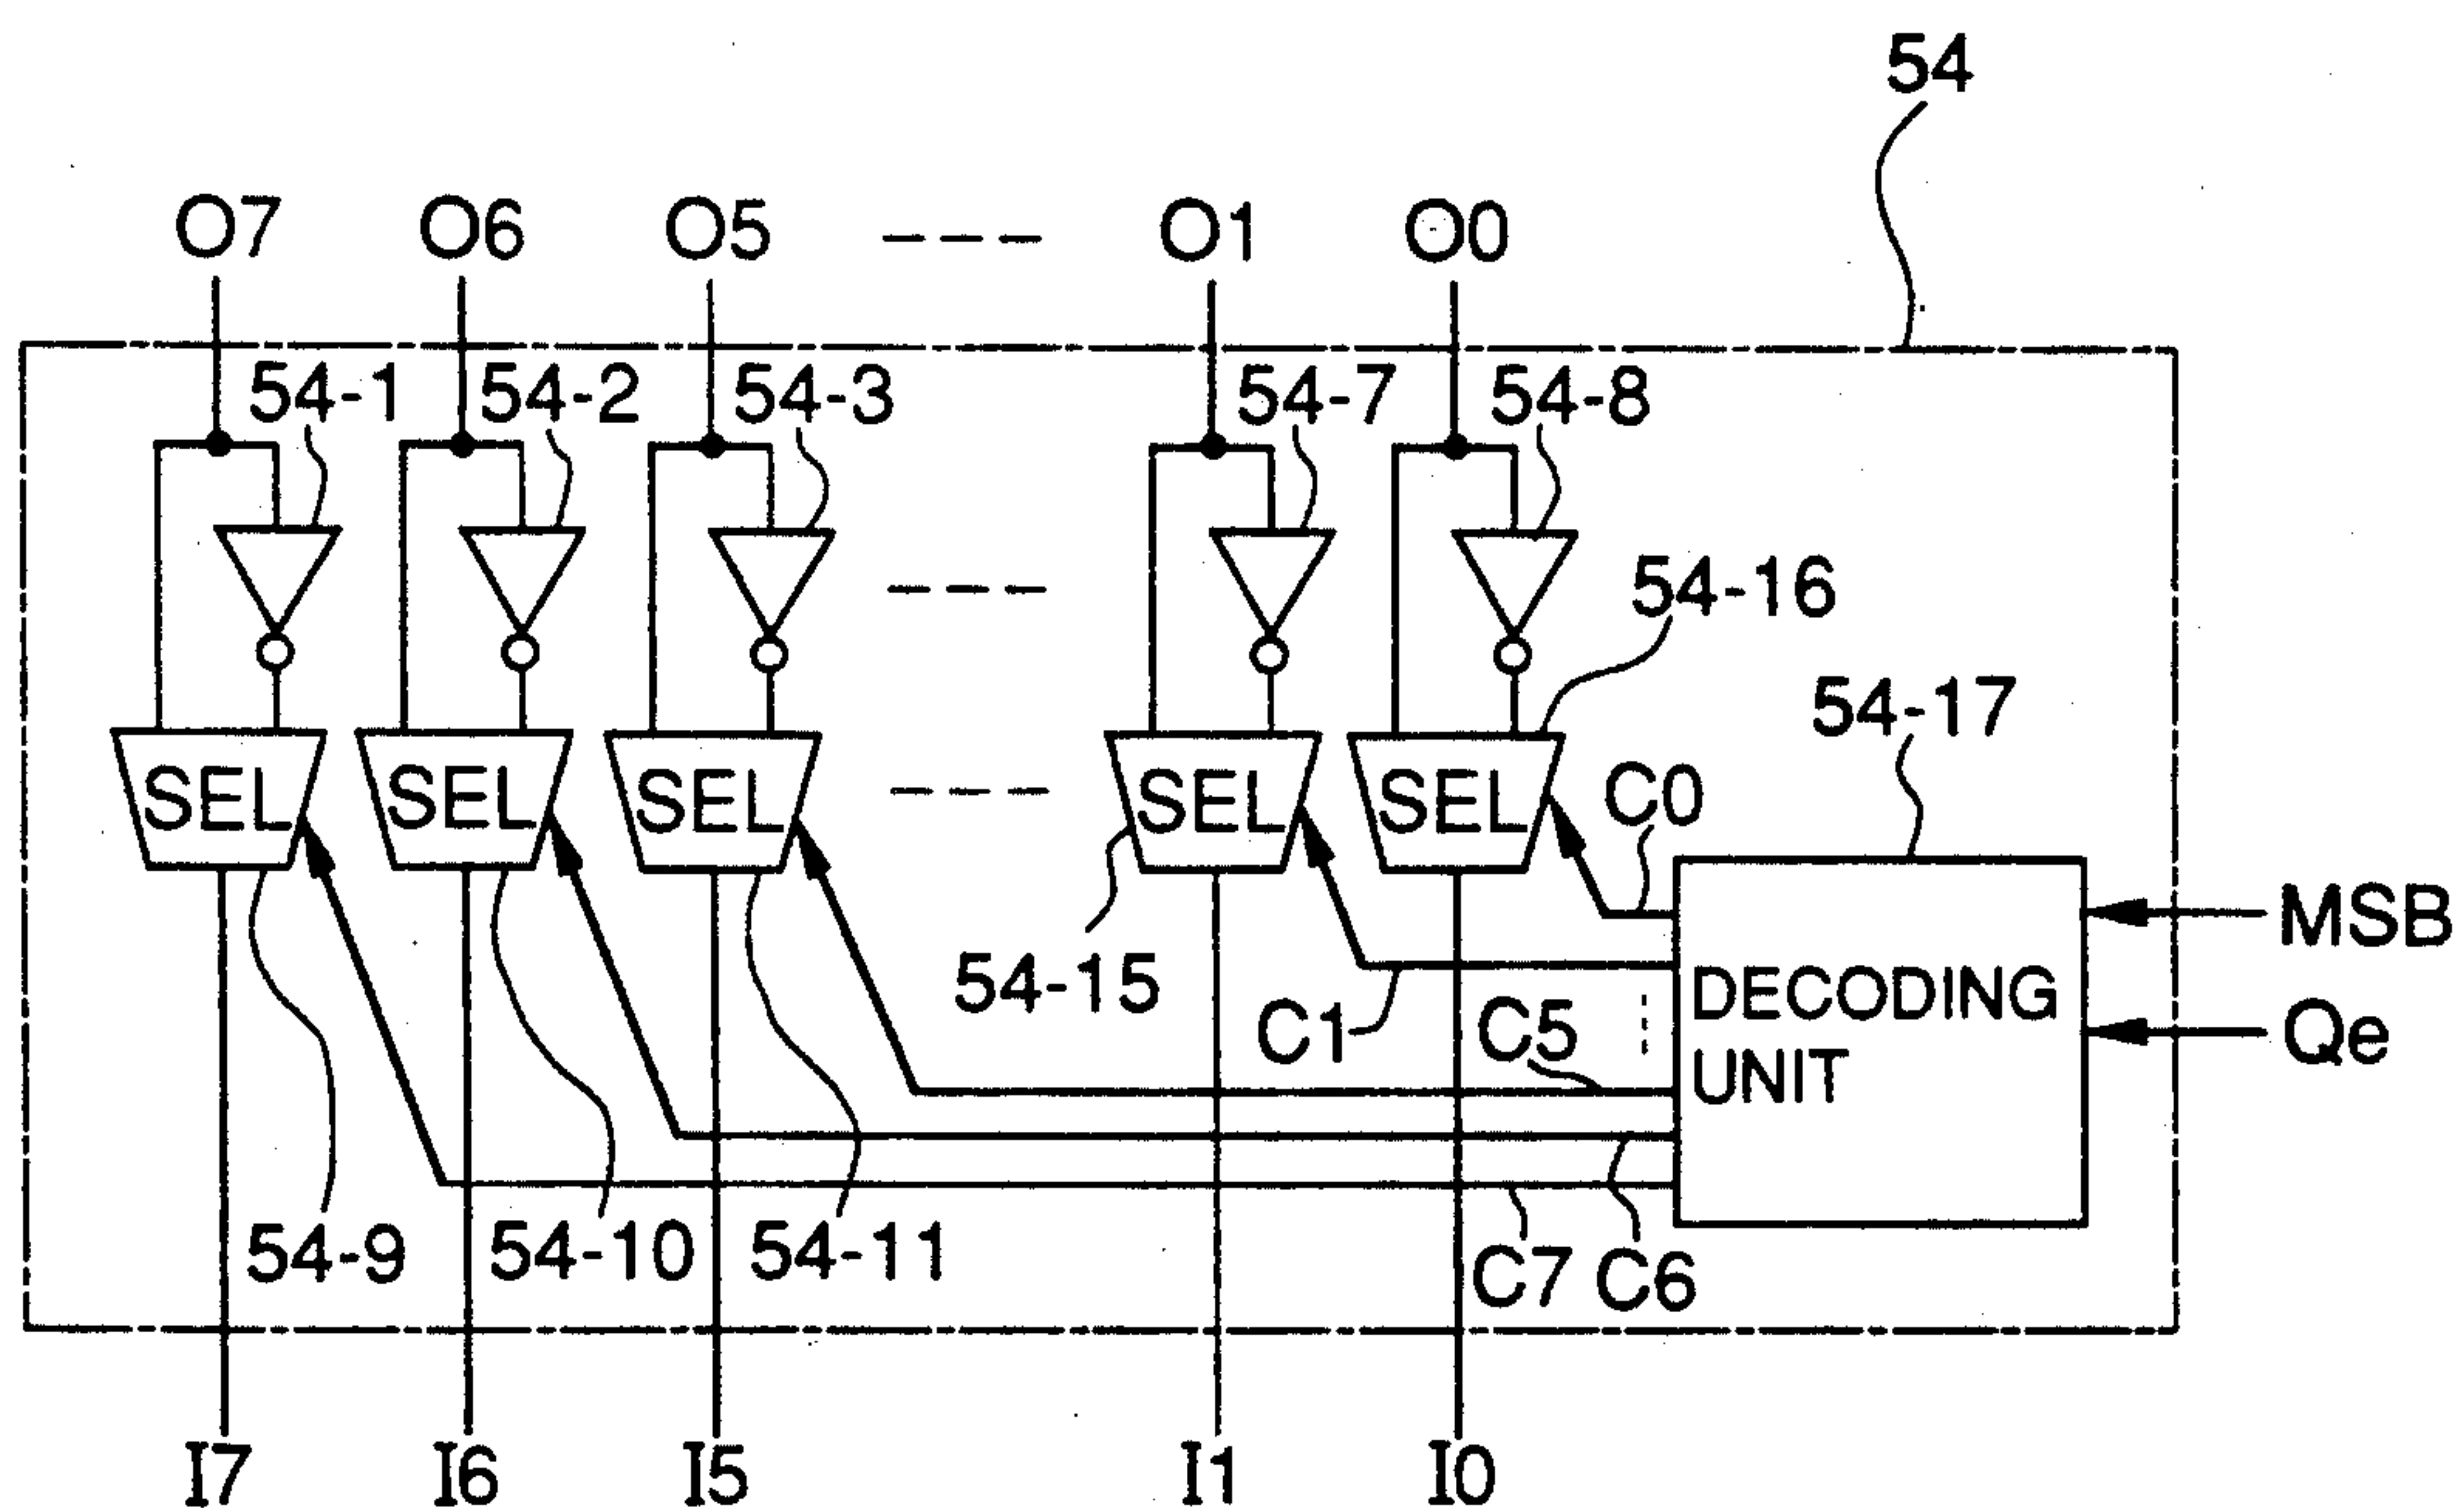 54
O7 O6 O5 --- O1 O0
54-1 54-2 54-3 54-7 54-8
---
54-16
54-17
SEL SEL SEL --- SEL SEL
C0
MSB
54-15
DECODING
UNIT
C1
C5
Qe
54-9 54-10 54-11
C7 C6
I7 I6 I5 I1 I0